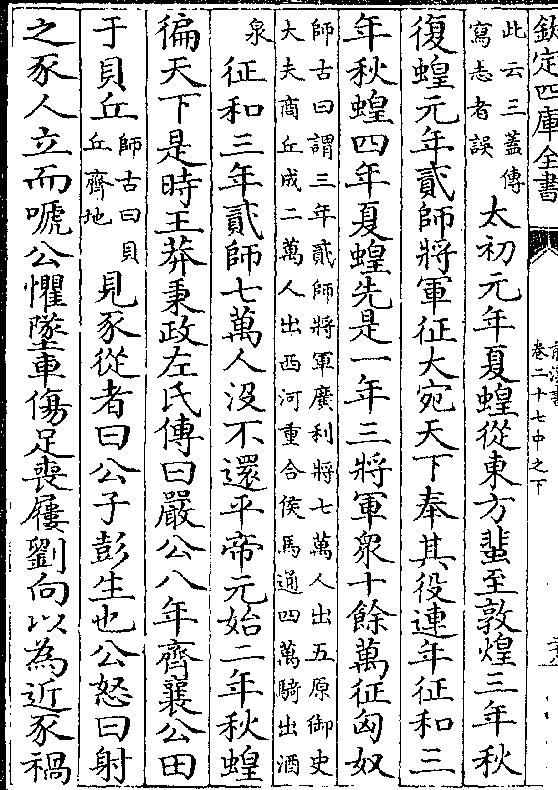 欽定四庫全書
卷二十七中之下
此云三蓋傳
寫志者誤
太初元年夏蝗從東方蜚至敦煌三年秋
復蝗元年貳師將軍征大宛天下奉其役連年征和三
年秋蝗四年夏蝗先是一年三將軍衆十餘萬征匈奴
師古曰謂三年貳師將軍廣利將七萬人出五原御史
大夫商丘成二萬人出西河重合侯馬通四萬騎出酒
泉
征和三年貳師七萬人没不還平帝元始二年秋蝗
徧天下是時王莽秉政左氏傳曰嚴公八年齊襄公田
于貝丘
師古曰貝
丘齊地
見豕從者曰公子彭生也公怒曰射
之豕人立而嗁公懼墜車傷足喪屨劉向以為近豕禍